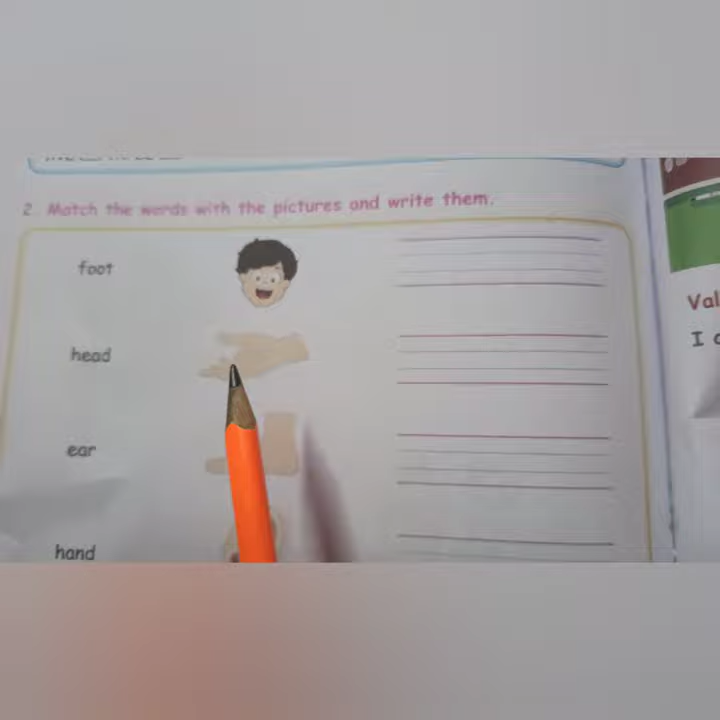 2. Match the words with the pictures and write them.
foot
head
ear
hand
Val
I